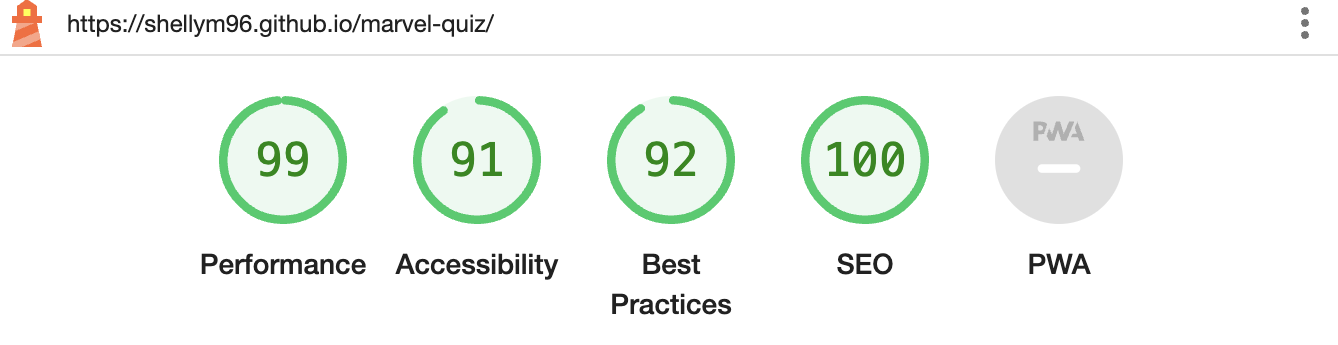 https://shellym96.github.io/marvel-quiz/
99
91
92
100
PWA
Performance
Accessibility
Best
Practices
SEO
PWA